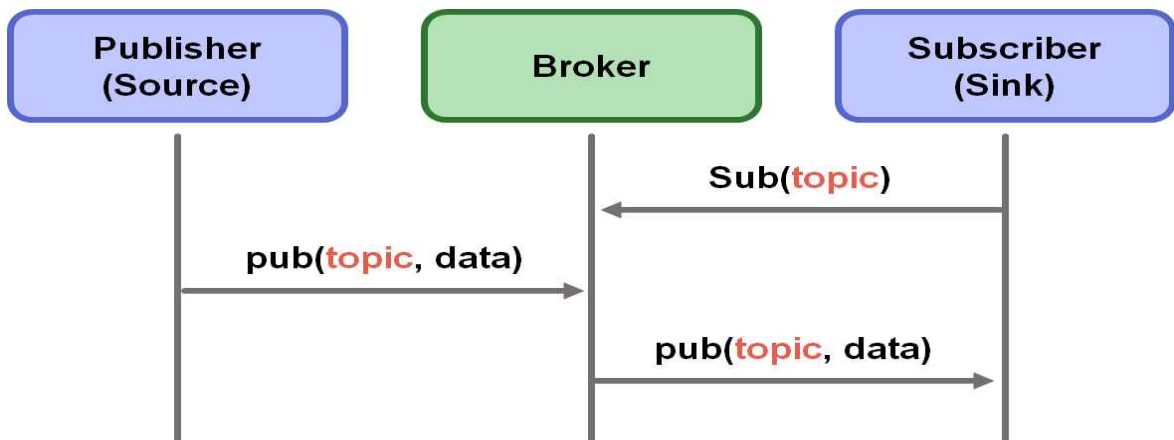 Publisher
(Source)
Broker
Subscriber
(Sink)
Sub(topic)
pub(topic, data)
pub(topic, data)